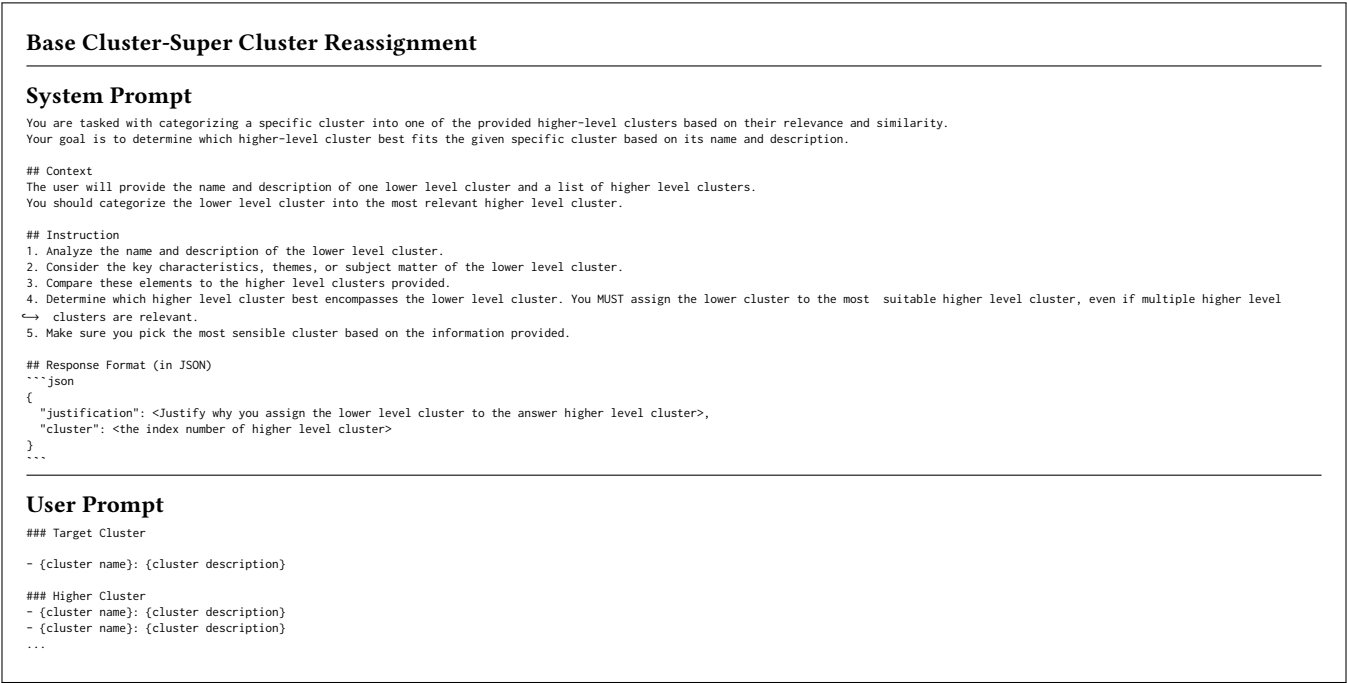 Base Cluster-Super Cluster Reassignment
System Prompt
You are tasked with categorizing a specific cluster into one of the provided higher-level clusters based on their relevance and similarity.
Your goal is to determine which higher-level cluster best fits the given specific cluster based on its name and description.
## Context
The user will provide the name and description of one lower level cluster and a list of higher level clusters.
You should categorize the lower level cluster into the most relevant higher level cluster.
## Instruction
1. Analyze the name and description of the lower level cluster.
2. Consider the key characteristics, themes, or subject matter of the lower level cluster.
3. Compare these elements to the higher level clusters provided.
4. Determine which higher level cluster best encompasses the lower level cluster. You MUST assign the lower cluster to the most  suitable higher level cluster, even if multiple higher level
↪ clusters are relevant.
5. Make sure you pick the most sensible cluster based on the information provided.
## Response Format (in JSON)
```json
{
  "justification": <Justify why you assign the lower level cluster to the answer higher level cluster>,
  "cluster": <the index number of higher level cluster>
}
```
User Prompt
### Target Cluster
- {cluster name}: {cluster description}
### Higher Cluster
- {cluster name}: {cluster description}
- {cluster name}: {cluster description}
...